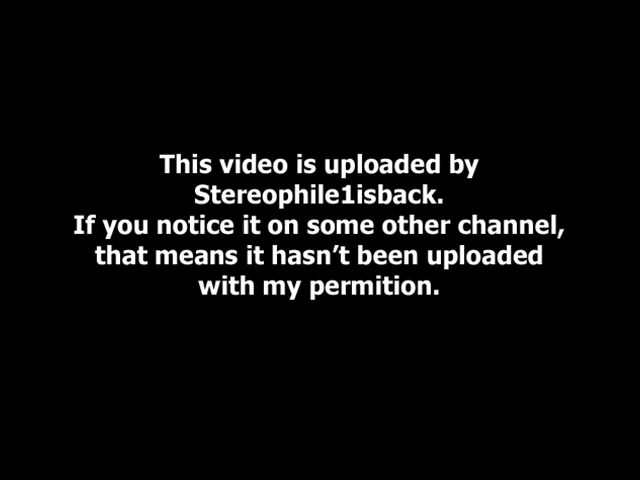 This video is uploaded by
Stereophile1isback.
If you notice it on some other channel,
that means it hasn’t been uploaded
with my permition.